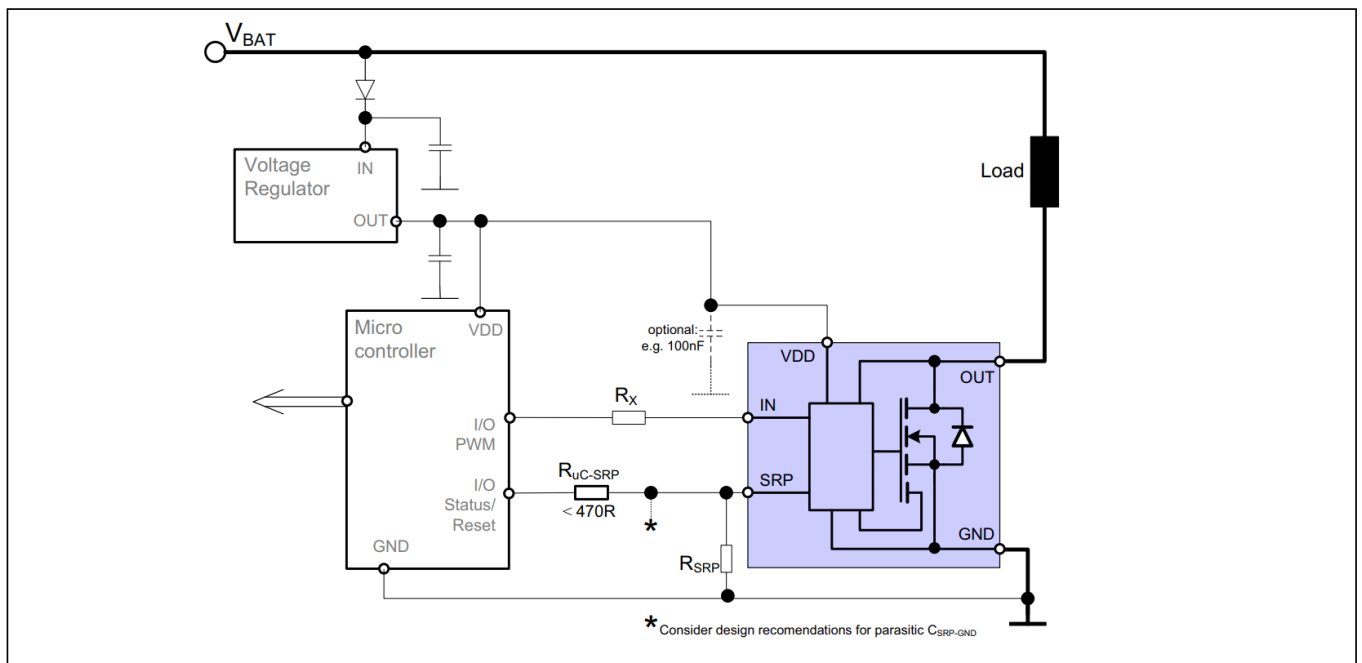 VBAT
Voltage
Regulator
IN
OUT
Load
Micro
controller
VDD
optional:
e.g. 100nF
VDD
OUT
RX
IN
I/O
PWM
RuC-SRP
I/O
Status/
Reset
< 470R
*
SRP
GND
GND
RSRP
* Consider design recomendations for parasitic CSRP-GND